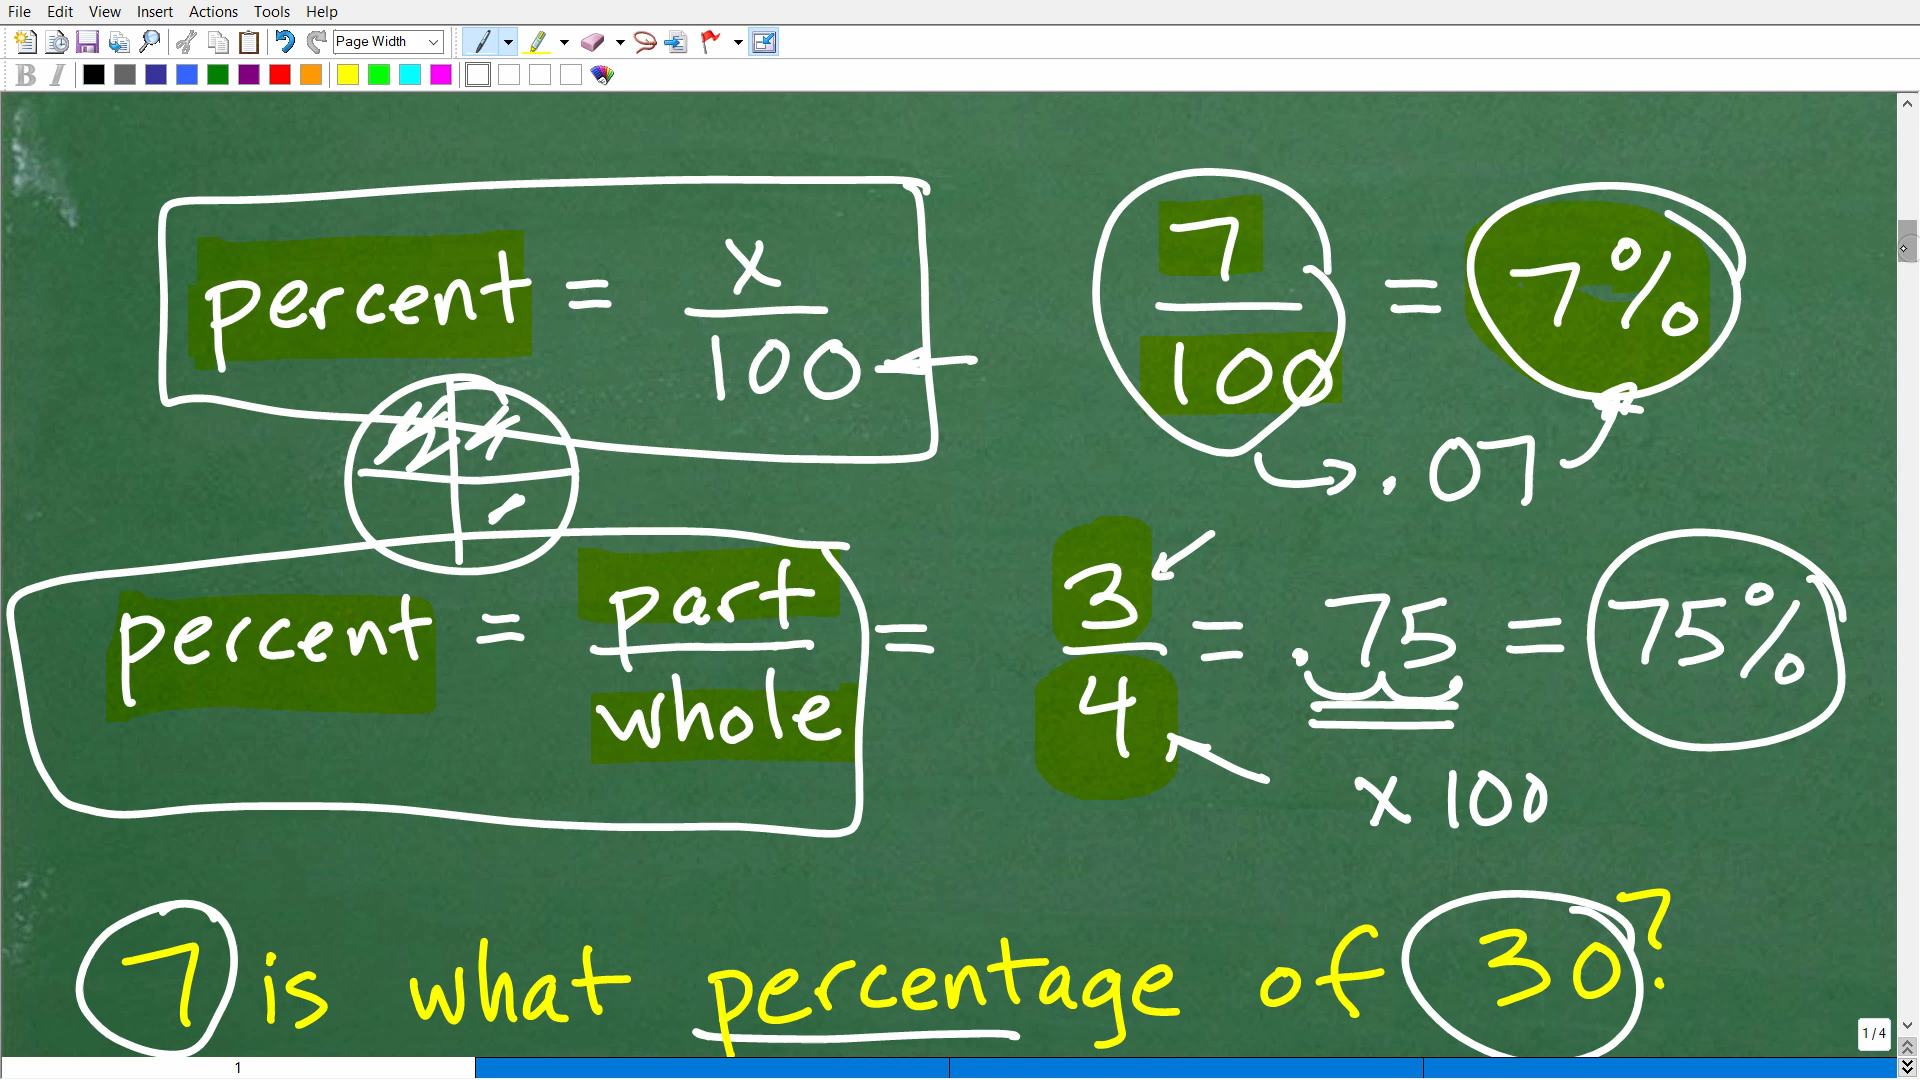 File Edit View Insert Actions Tools Help
Page Width
B I
percent = x / 100
7 / 100 = 7%
.07
percent = part / whole = 3 / 4 = .75 = 75%
x 100
7 is what percentage of 30?
1 / 4
1